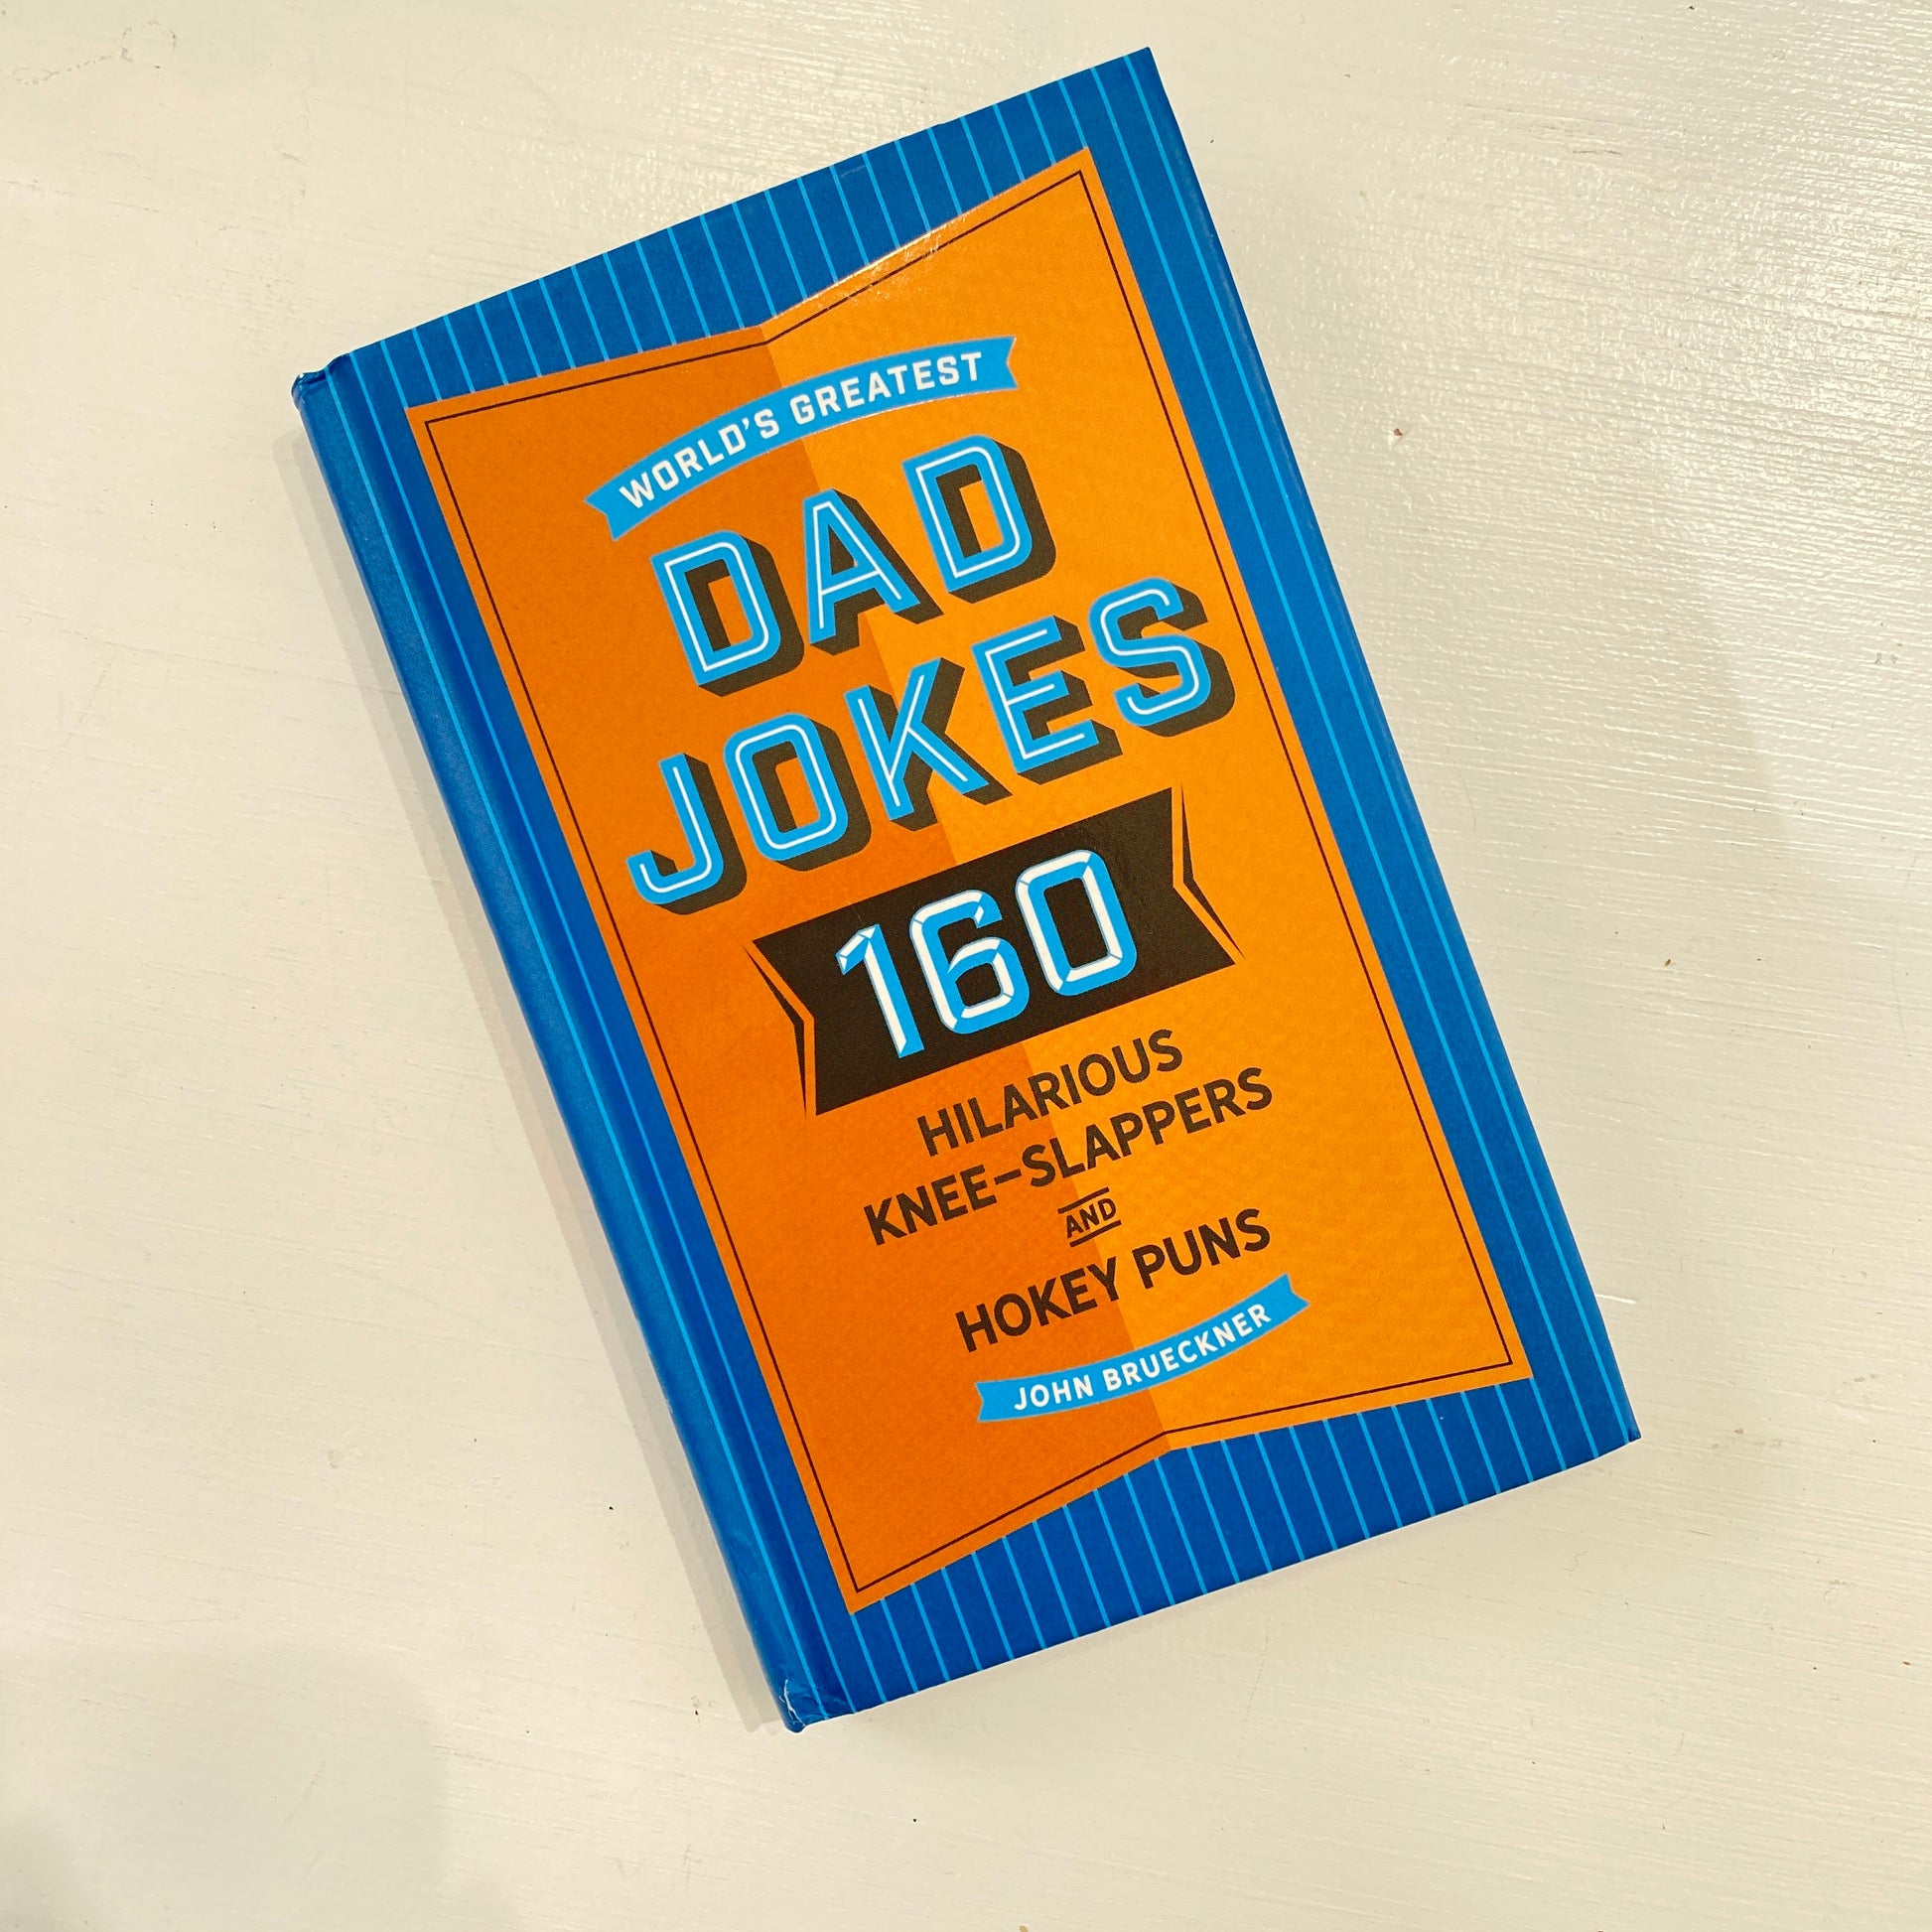 WORLD'S GREATEST
DAD
JOKES
160
HILARIOUS
KNEE-SLAPPERS
AND
HOKEY PUNS
JOHN BRUECKNER